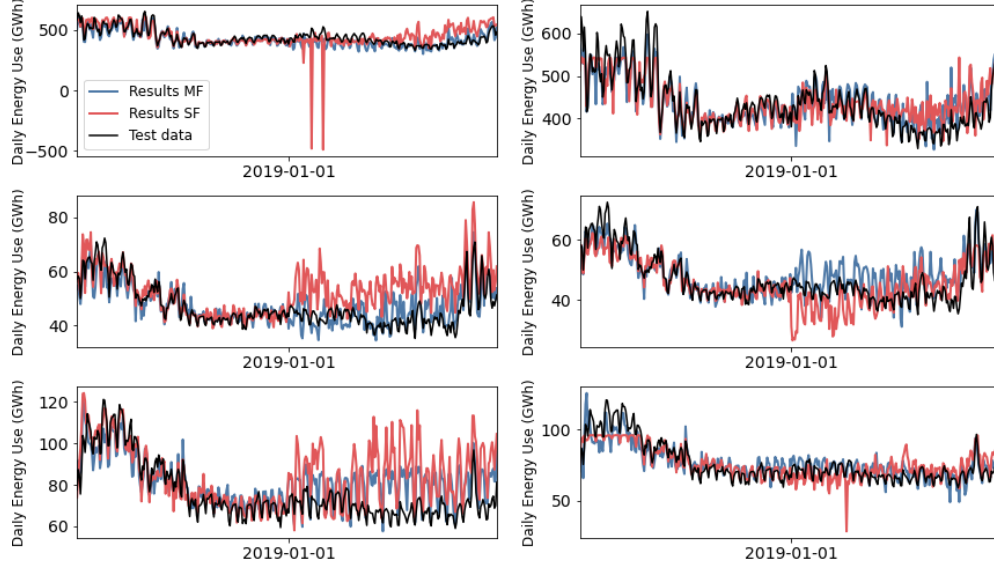 Daily Energy Use (GWh)
500
0
−500
Results MF
Results SF
Test data
2019-01-01
Daily Energy Use (GWh)
600
500
400
2019-01-01
Daily Energy Use (GWh)
80
60
40
2019-01-01
Daily Energy Use (GWh)
60
40
2019-01-01
Daily Energy Use (GWh)
120
100
80
60
2019-01-01
Daily Energy Use (GWh)
100
50
2019-01-01